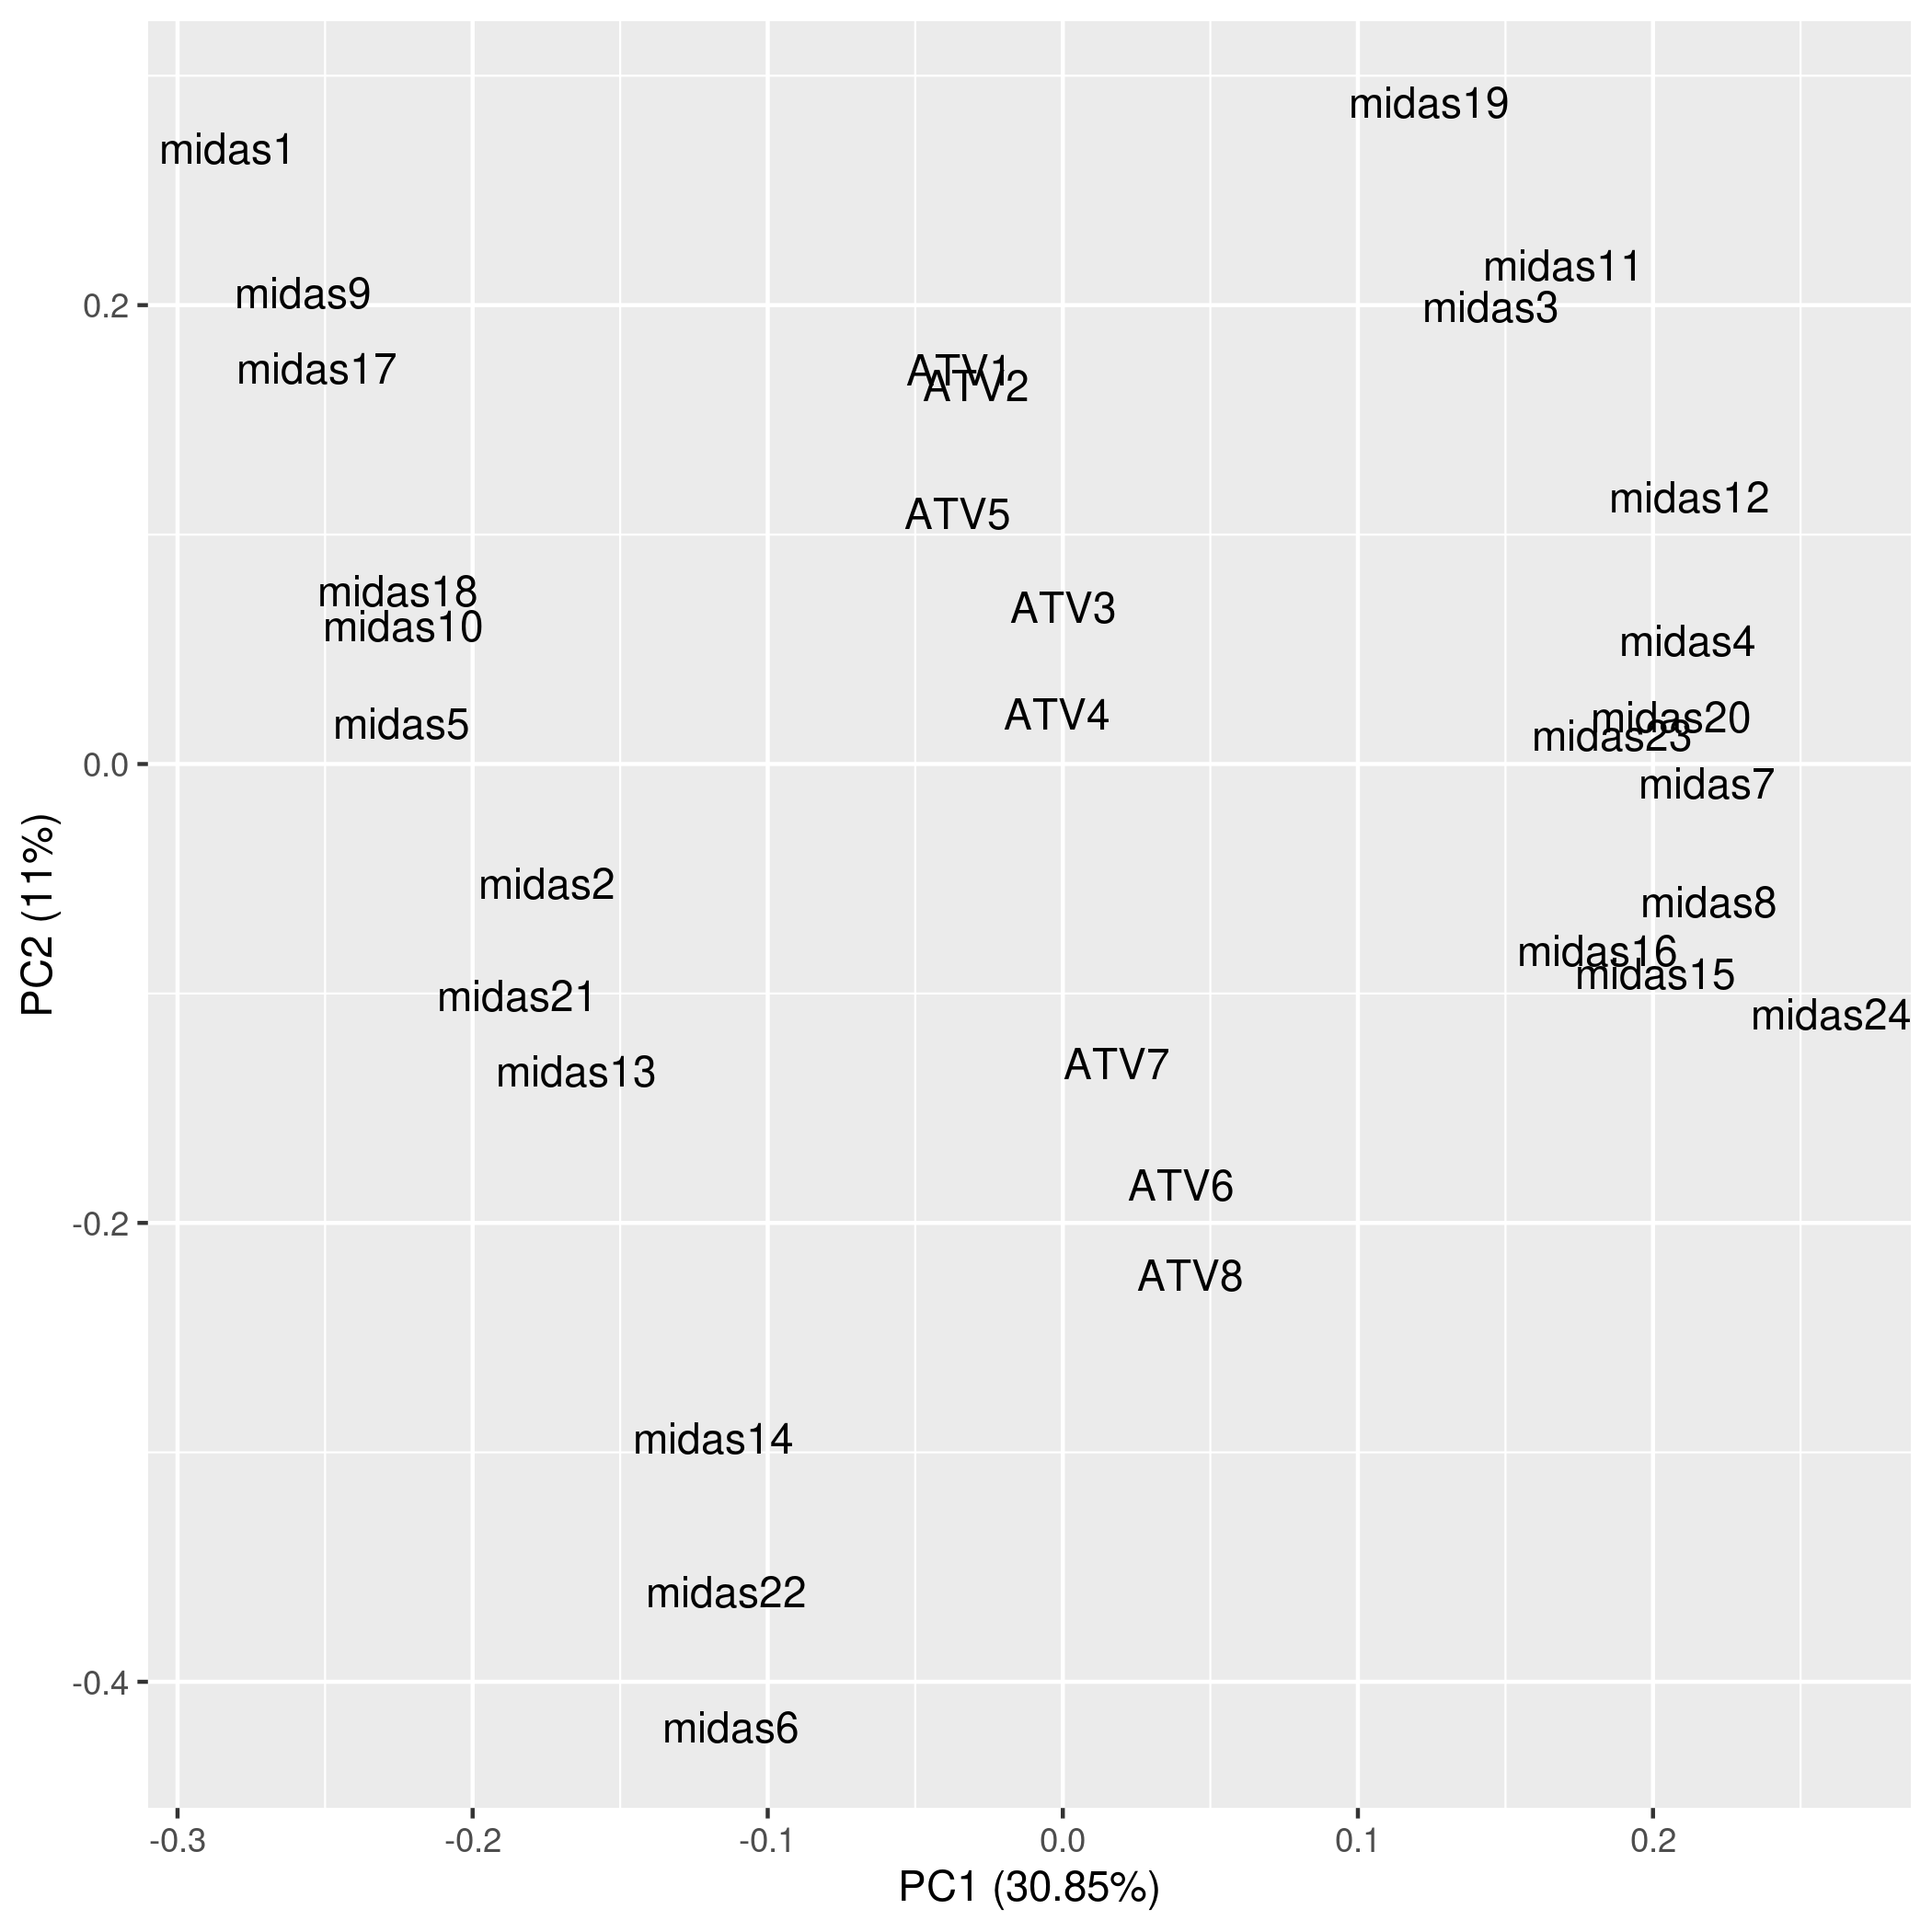 midas19
midas1
midas11
midas9
midas3
0.2
midas17
ATV1
ATV2
midas12
ATV5
midas18
ATV3
midas10
midas4
ATV4
midas20
midas5
midas23
0.0
midas7
PC2 (11%)
midas2
midas8
midas16
midas15
midas21
midas24
ATV7
midas13
ATV6
-0.2
ATV8
midas14
midas22
-0.4
midas6
-0.3 -0.2 -0.1 0.0 0.1 0.2
PC1 (30.85%)